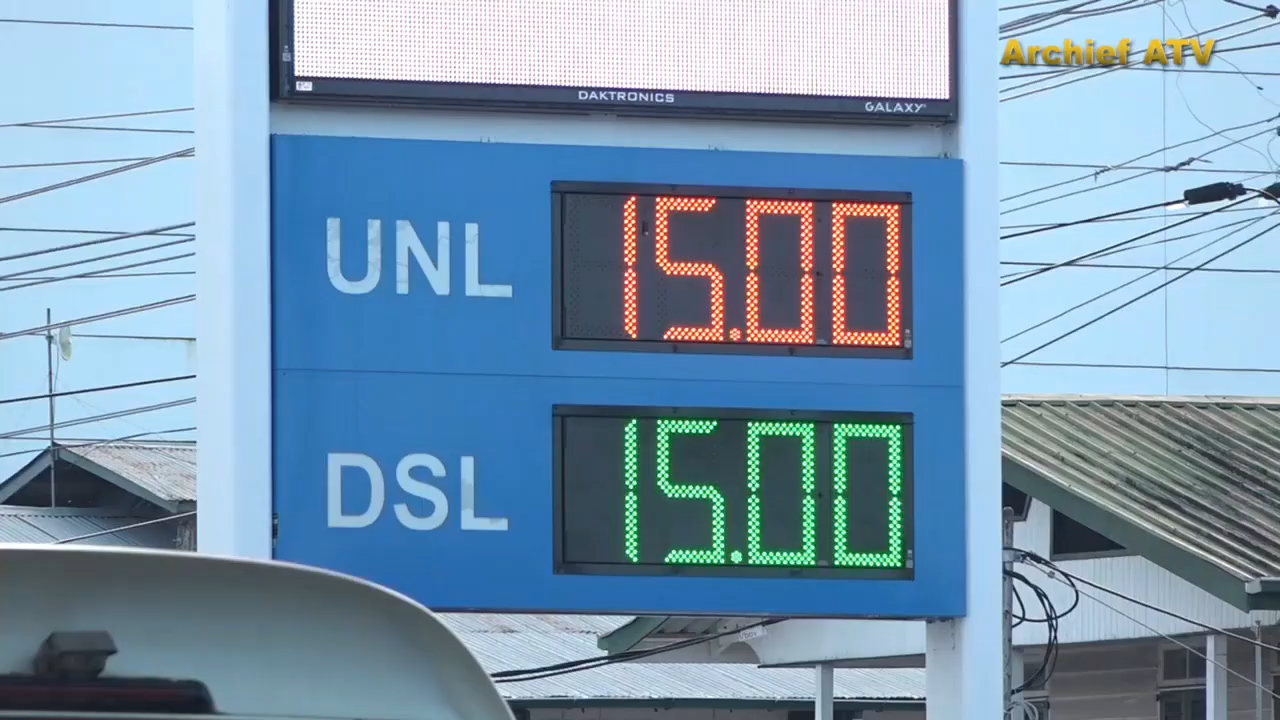 Archief ATV
DAKTRONICS
GALAXY
UNL 15.00
DSL 15.00